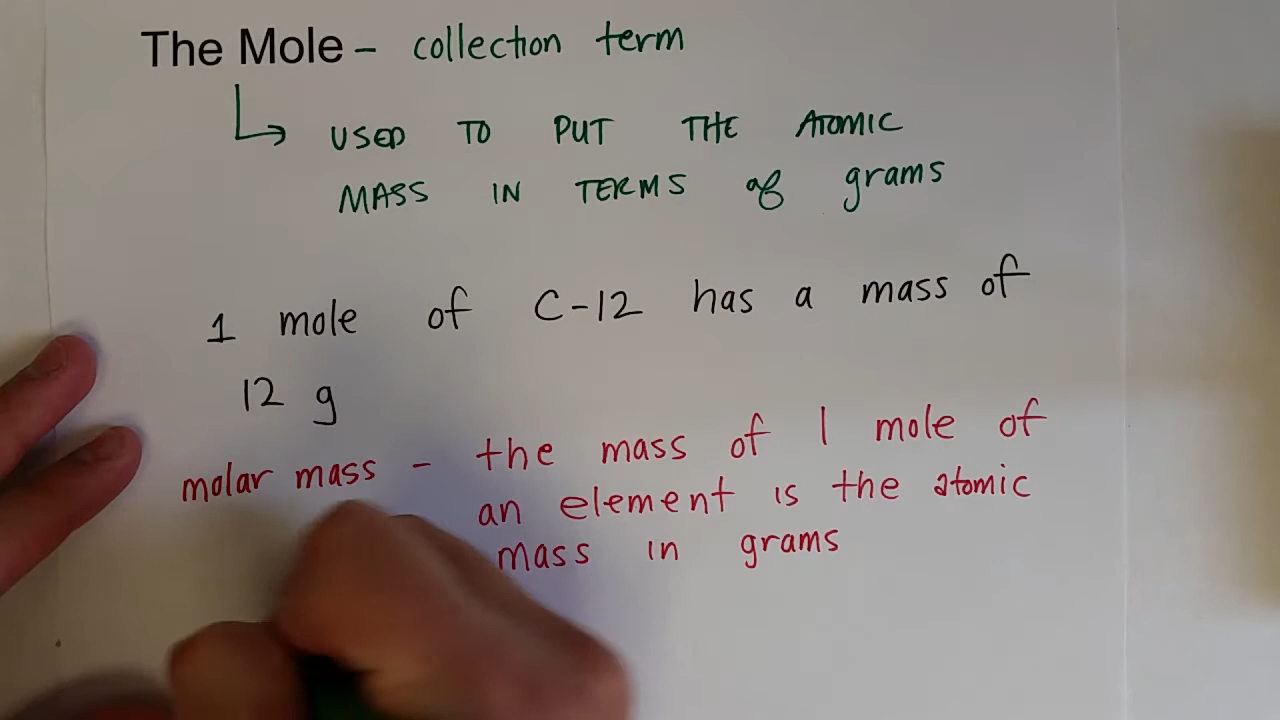 The Mole - collection term
USED TO PUT THE ATOMIC
MASS IN TERMS of grams
1 mole of C-12 has a mass of
12 g
molar mass - the mass of 1 mole of
an element is the atomic
mass in grams